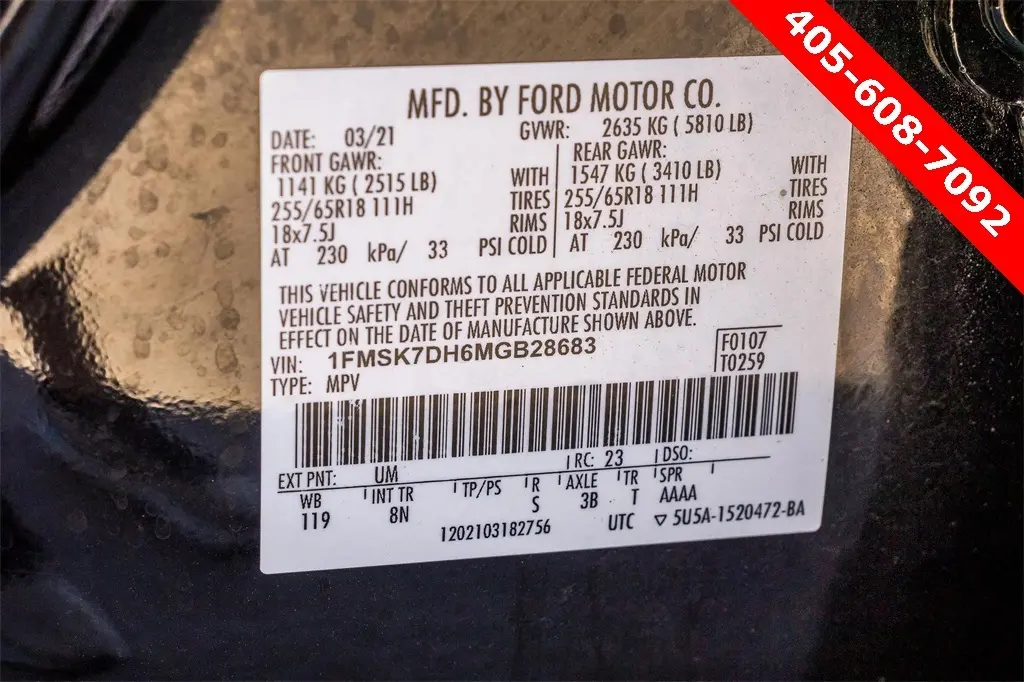 405-608-7092
MFD. BY FORD MOTOR CO.
DATE: 03/21 GVWR: 2635 KG ( 5810 LB)
FRONT GAWR: REAR GAWR:
1141 KG ( 2515 LB) WITH 1547 KG ( 3410 LB) WITH
255/65R18 111H TIRES 255/65R18 111H TIRES
18x7.5J RIMS 18x7.5J RIMS
AT 230 kPa/ 33 PSI COLD AT 230 kPa/ 33 PSI COLD
THIS VEHICLE CONFORMS TO ALL APPLICABLE FEDERAL MOTOR
VEHICLE SAFETY AND THEFT PREVENTION STANDARDS IN
EFFECT ON THE DATE OF MANUFACTURE SHOWN ABOVE.
VIN: 1FMSK7DH6MGB28683 F0107
TYPE: MPV T0259
EXT PNT: UM RC: 23 DSO:
WB INT TR TP/PS R AXLE TR SPR
119 8N S 3B T AAAA
1202103182756 UTC ▽ 5U5A-1520472-BA